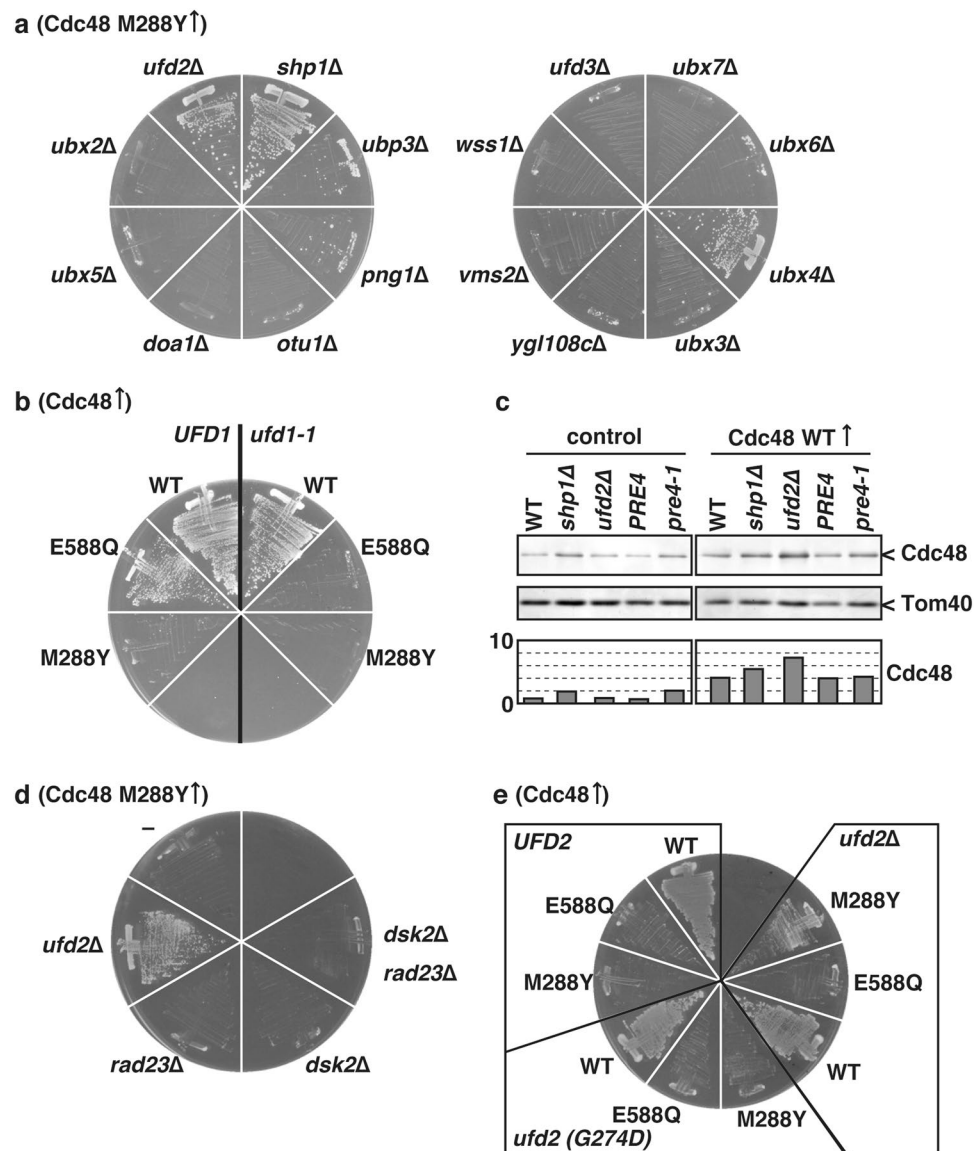 a (Cdc48 M288Y↑)
ufd2Δ shp1Δ ufd3Δ ubx7Δ
ubx2Δ ubp3Δ wss1Δ ubx6Δ
ubx5Δ png1Δ vms2Δ ubx4Δ
doa1Δ otu1Δ ygl108cΔ ubx3Δ
b (Cdc48↑)
UFD1 ufd1-1
WT WT
E588Q E588Q
M288Y M288Y
c
control Cdc48 WT ↑
WT shp1Δ ufd2Δ PRE4 pre4-1 WT shp1Δ ufd2Δ PRE4 pre4-1
< Cdc48
< Tom40
10
Cdc48
0
d (Cdc48 M288Y↑)
–
ufd2Δ dsk2Δ
rad23Δ
rad23Δ dsk2Δ
e (Cdc48↑)
UFD2 WT ufd2Δ
E588Q M288Y
M288Y E588Q
WT WT
E588Q M288Y
ufd2 (G274D)